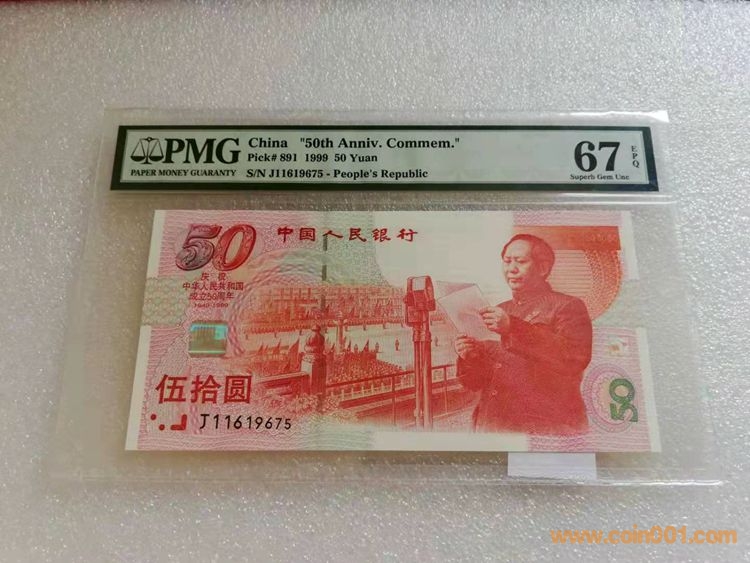 PMG
PAPER MONEY GUARANTY
China "50th Anniv. Commem."
Pick# 891 1999 50 Yuan
S/N J11619675 - People's Republic
67
EPQ
Superb Gem Unc
50
中国人民银行
庆祝
中华人民共和国
成立50周年
1949-1999
伍拾圆
J11619675
50
www.coin001.com